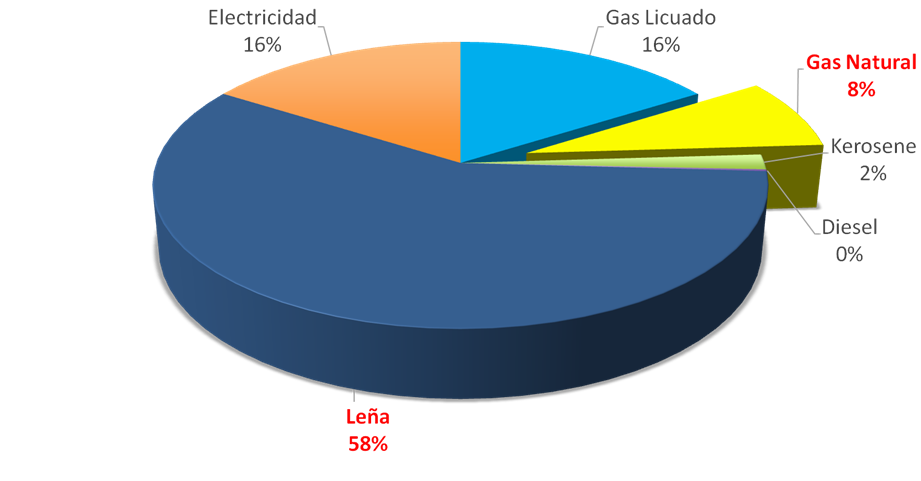 Electricidad
16%
Gas Licuado
16%
Gas Natural
8%
Kerosene
2%
Diesel
0%
Leña
58%